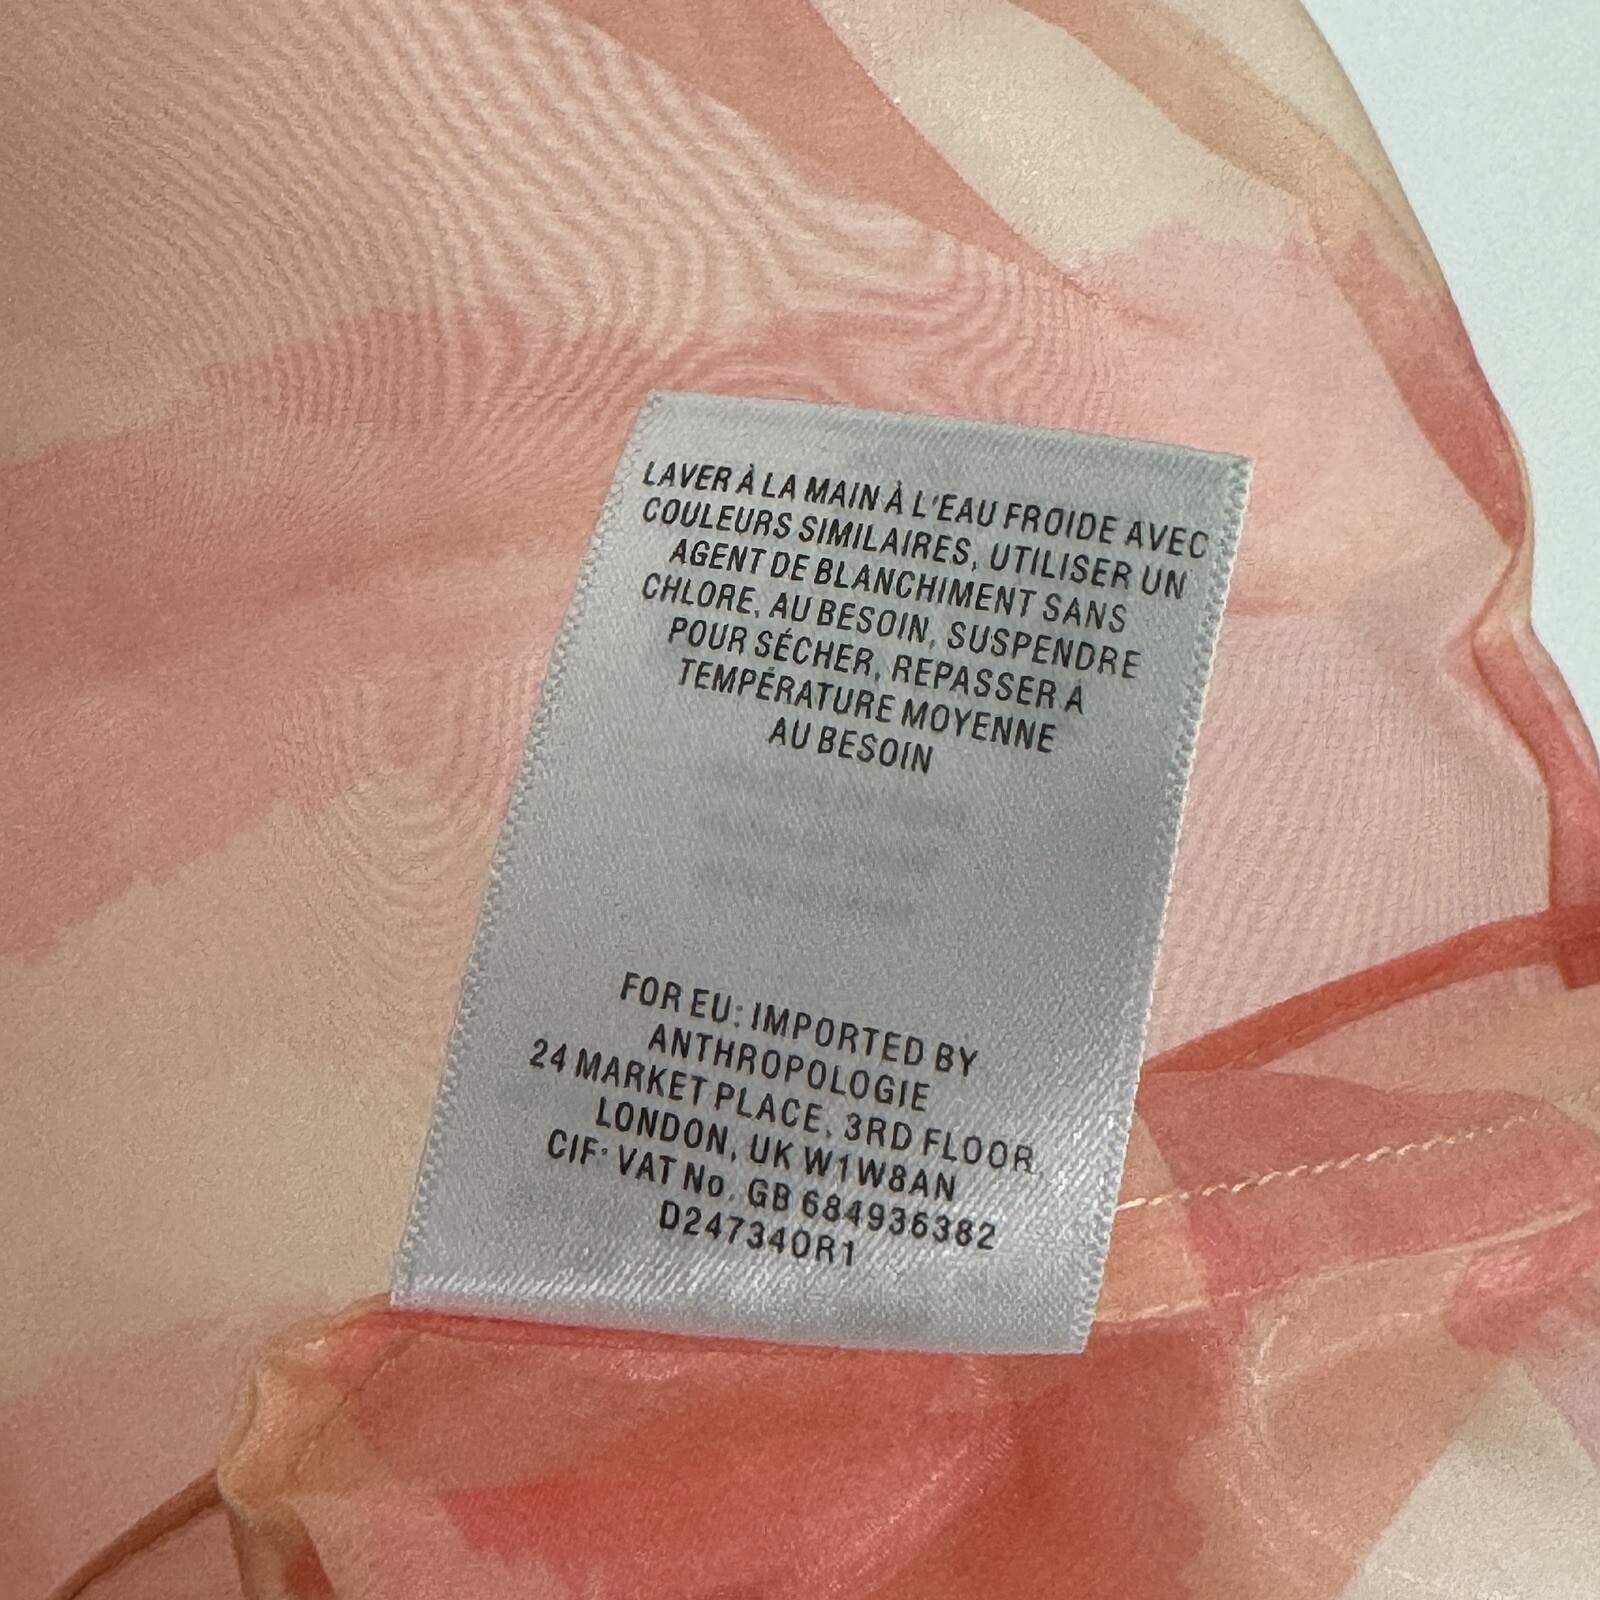 LAVER À LA MAIN À L'EAU FROIDE AVEC
COULEURS SIMILAIRES, UTILISER UN
AGENT DE BLANCHIMENT SANS
CHLORE, AU BESOIN, SUSPENDRE
POUR SÉCHER, REPASSER À
TEMPÉRATURE MOYENNE
AU BESOIN
FOR EU: IMPORTED BY
ANTHROPOLOGIE
24 MARKET PLACE, 3RD FLOOR
LONDON, UK W1W8AN
CIF: VAT No. GB 684936382
D247340R1